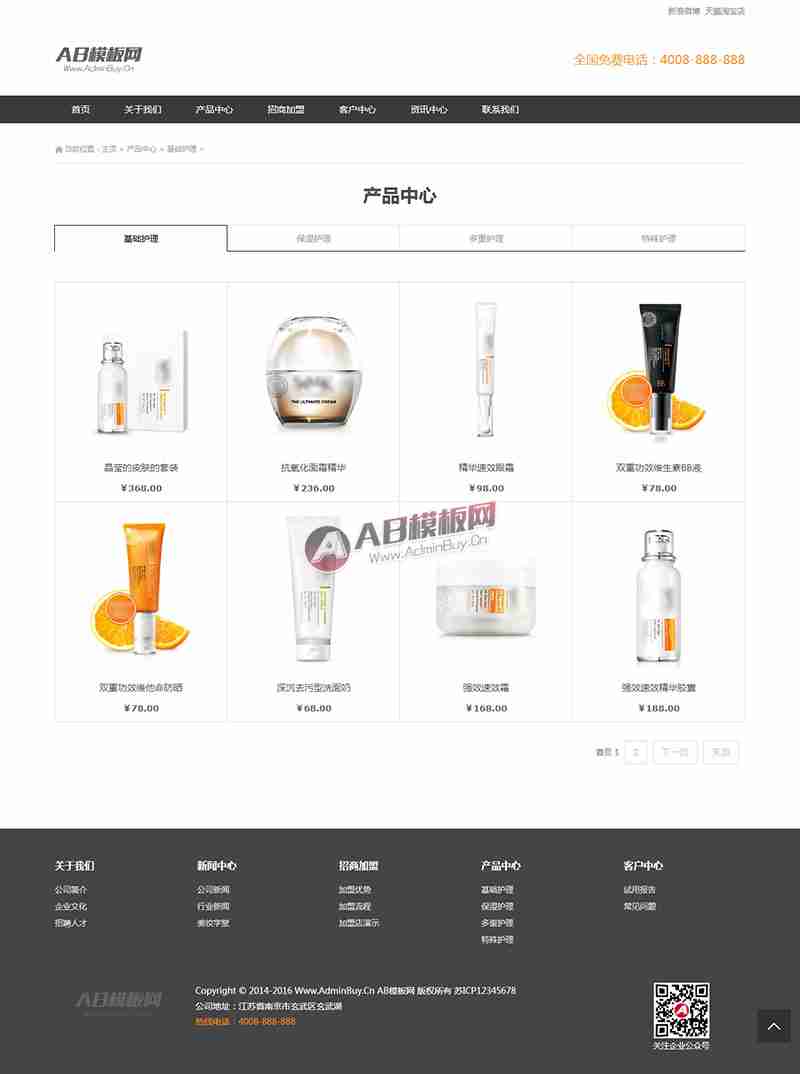 新浪微博 天猫淘宝店
AB模板网
Www.AdminBuy.Cn
全国免费电话：4008-888-888
首页 关于我们 产品中心 招商加盟 客户中心 资讯中心 联系我们
当前位置：主页 > 产品中心 > 基础护理 >
产品中心
基础护理 保湿护理 多重护理 特殊护理
THE ULTIMATE CREAM
晶莹的皮肤的套装 抗氧化面霜精华 精华速效眼霜 双重功效维生素BB液
¥368.00 ¥236.00 ¥98.00 ¥78.00
AB模板网
Www.AdminBuy.Cn
双重功效维他命防晒 深沉去污型洗面奶 强效速效霜 强效速效精华胶囊
¥78.00 ¥68.00 ¥168.00 ¥188.00
首页 1 2 下一页 末页
关于我们 新闻中心 招商加盟 产品中心 客户中心
公司简介 公司新闻 加盟优势 基础护理 试用报告
企业文化 行业新闻 加盟流程 保湿护理 常见问题
招聘人才 美妆学堂 加盟店演示 多重护理
特殊护理
AB模板网
Copyright © 2014-2016 Www.AdminBuy.Cn AB模板网 版权所有 苏ICP12345678
公司地址：江苏省南京市玄武区玄武湖
热线电话：4008-888-888
关注企业公众号